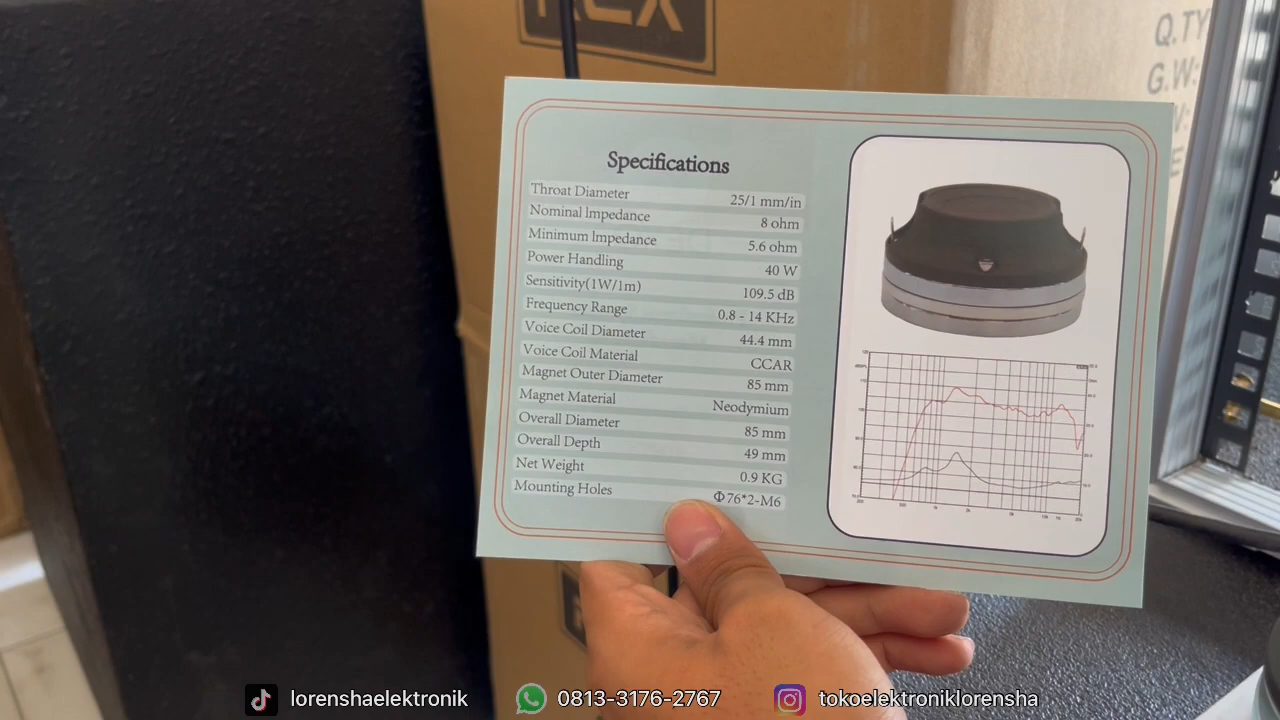 Q.TY
G.W:
Specifications
Throat Diameter 25/1 mm/in
Nominal Impedance 8 ohm
Minimum Impedance 5.6 ohm
Power Handling 40 W
Sensitivity(1W/1m) 109.5 dB
Frequency Range 0.8 - 14 KHz
Voice Coil Diameter 44.4 mm
Voice Coil Material CCAR
Magnet Outer Diameter 85 mm
Magnet Material Neodymium
Overall Diameter 85 mm
Overall Depth 49 mm
Net Weight 0.9 KG
Mounting Holes Φ76*2-M6
lorenshaelektronik
0813-3176-2767
tokoelektroniklorensha